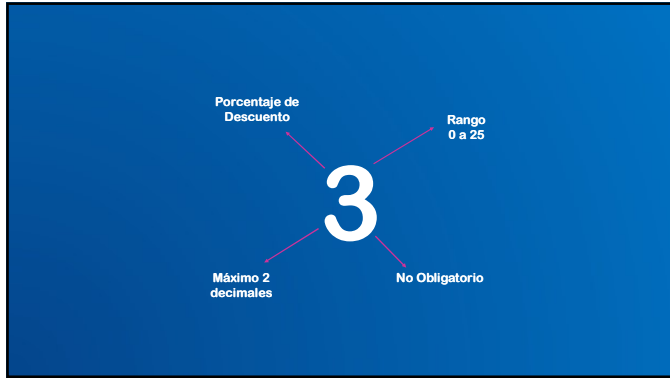 Porcentaje de
Descuento
Rango
0 a 25
3
Máximo 2
decimales
No Obligatorio